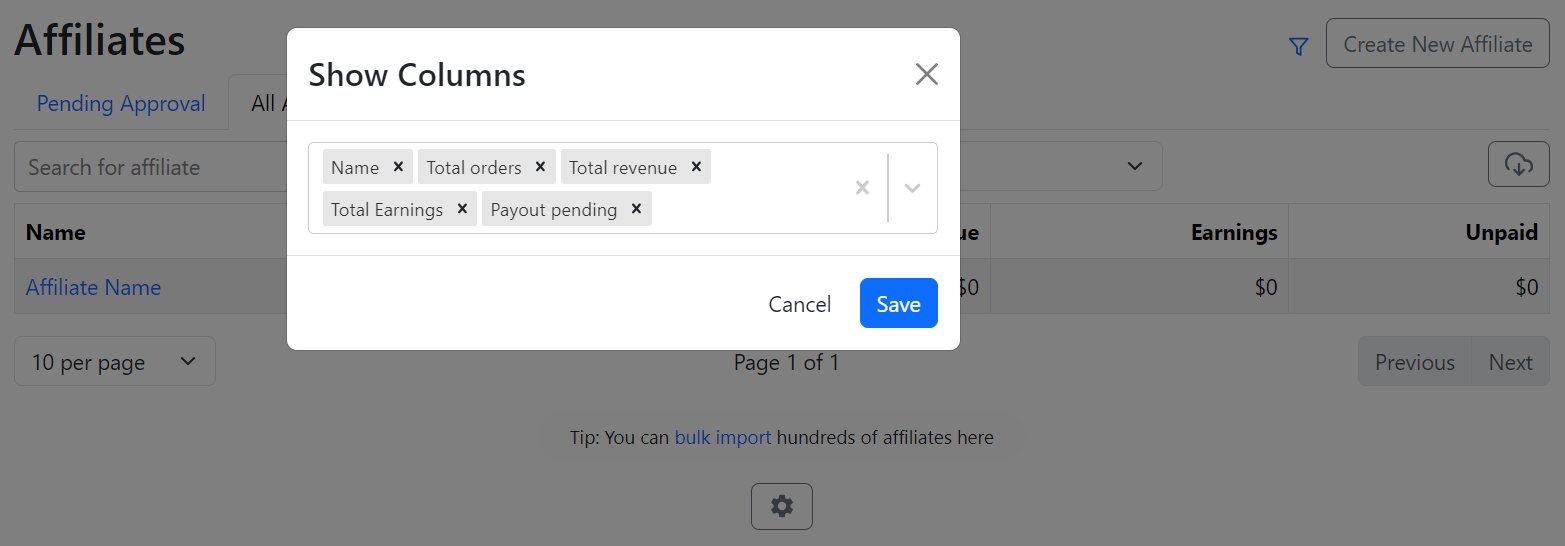 Affiliates
Create New Affiliate
Show Columns
Pending Approval
All
Search for affiliate
Name
Total orders
Total revenue
Total Earnings
Payout pending
Name
Earnings
Unpaid
Affiliate Name
$0
$0
$0
Cancel
Save
10 per page
Page 1 of 1
Previous
Next
Tip: You can bulk import hundreds of affiliates here